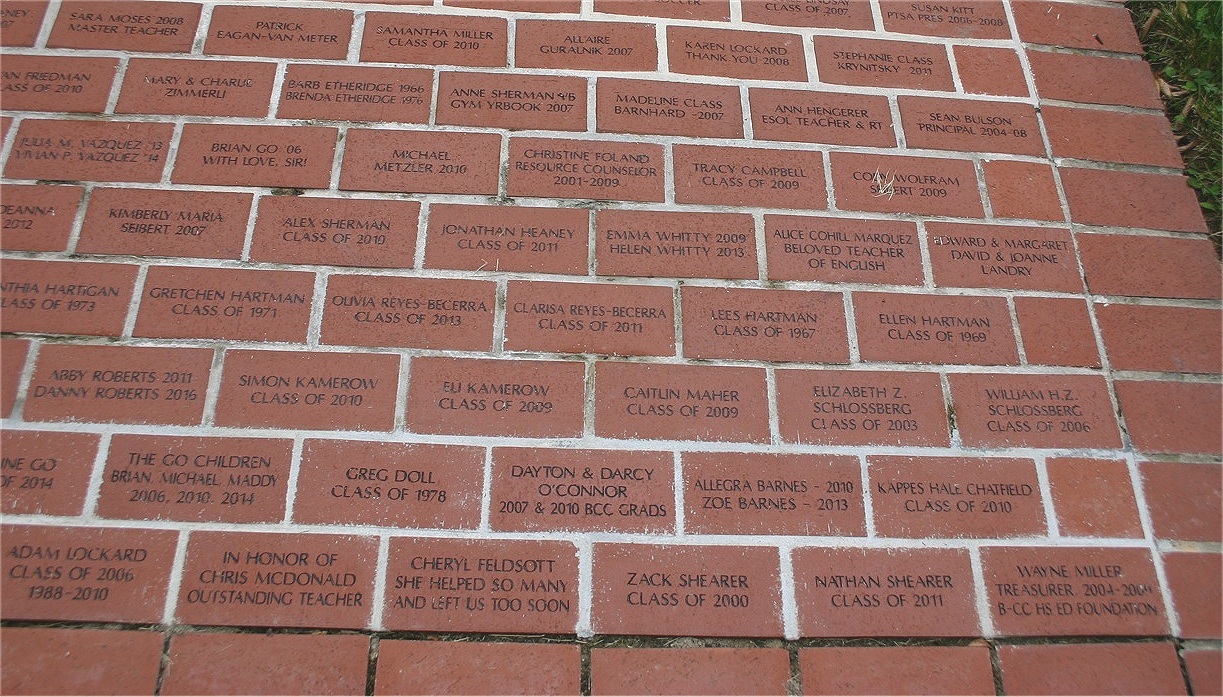 CLASS OF 2007
SUSAN KITT
PTSA PRES 2006-2008
SARA MOSES 2008
MASTER TEACHER
PATRICK
EAGAN-VAN METER
SAMANTHA MILLER
CLASS OF 2010
ALLAIRE
GURALNIK 2007
KAREN LOCKARD
THANK YOU 2008
STEPHANIE CLASS
KRYNITSKY 2011
FRIEDMAN
CLASS OF 2010
MARY & CHARLIE
ZIMMERLI
BARB ETHERIDGE 1966
BRENDA ETHERIDGE 1976
ANNE SHERMAN
GYM YRBOOK 2007
MADELINE CLASS
BARNHARD -2007
ANN HENGERER
ESOL TEACHER & RT
SEAN BULSON
PRINCIPAL 2004-08
JULIA M. VAZQUEZ '13
VIVIAN P. VAZQUEZ '14
BRIAN GO '06
WITH LOVE, SIR!
MICHAEL
METZLER 2010
CHRISTINE FOLAND
RESOURCE COUNSELOR
2001-2009
TRACY CAMPBELL
CLASS OF 2009
WOLFRAM
2009
DEANNA
2012
KIMBERLY MARIA
SEIBERT 2007
ALEX SHERMAN
CLASS OF 2010
JONATHAN HEANEY
CLASS OF 2011
EMMA WHITTY 2009
HELEN WHITTY 2013
ALICE COHILL MARQUEZ
BELOVED TEACHER
OF ENGLISH
EDWARD & MARGARET
DAVID & JOANNE
LANDRY
NTHIA HARTIGAN
CLASS OF 1973
GRETCHEN HARTMAN
CLASS OF 1971
OLIVIA REYES-BECERRA
CLASS OF 2013
CLARISA REYES-BECERRA
CLASS OF 2011
LEES HARTMAN
CLASS OF 1967
ELLEN HARTMAN
CLASS OF 1969
ABBY ROBERTS 2011
DANNY ROBERTS 2016
SIMON KAMEROW
CLASS OF 2010
ELI KAMEROW
CLASS OF 2009
CAITLIN MAHER
CLASS OF 2009
ELIZABETH Z.
SCHLOSSBERG
CLASS OF 2003
WILLIAM H.Z.
SCHLOSSBERG
CLASS OF 2006
INE GO
OF 2014
THE GO CHILDREN
BRIAN, MICHAEL, MADDY
2006, 2010, 2014
GREG DOLL
CLASS OF 1978
DAYTON & DARCY
O'CONNOR
2007 & 2010 BCC GRADS
ALLEGRA BARNES - 2010
ZOE BARNES - 2013
KAPPES HALE CHATFIELD
CLASS OF 2010
ADAM LOCKARD
CLASS OF 2006
1988-2010
IN HONOR OF
CHRIS MCDONALD
OUTSTANDING TEACHER
CHERYL FELDSOTT
SHE HELPED SO MANY
AND LEFT US TOO SOON
ZACK SHEARER
CLASS OF 2000
NATHAN SHEARER
CLASS OF 2011
WAYNE MILLER
TREASURER, 2004-2009
B-CC HS ED FOUNDATION